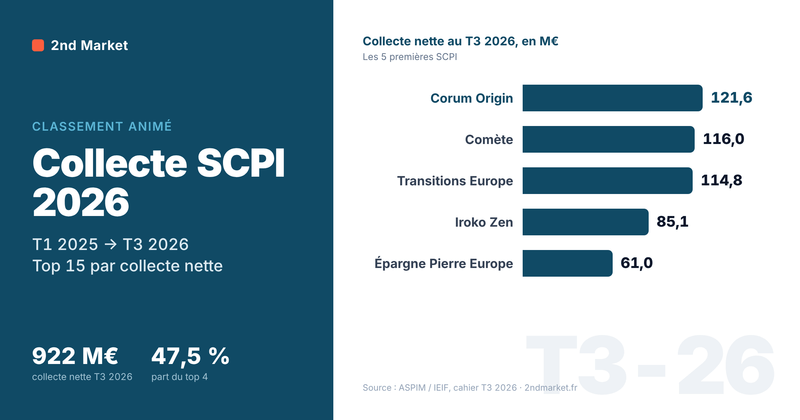 2nd Market
CLASSEMENT ANIMÉ
Collecte SCPI
2026
T1 2025 → T3 2026
Top 15 par collecte nette
922 M€
collecte nette T3 2026
47,5 %
part du top 4
Collecte nette au T3 2026, en M€
Les 5 premières SCPI
Corum Origin 121,6
Comète 116,0
Transitions Europe 114,8
Iroko Zen 85,1
Épargne Pierre Europe 61,0
T3 - 26
Source : ASPIM / IEIF, cahier T3 2026 · 2ndmarket.fr